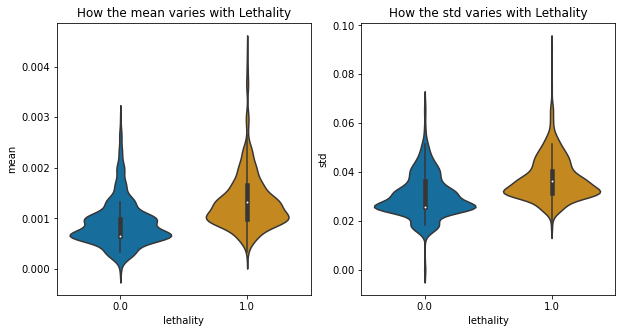 How the mean varies with Lethality
How the std varies with Lethality
mean
0.004
0.003
0.002
0.001
0.000
0.0
1.0
lethality
std
0.10
0.08
0.06
0.04
0.02
0.00
0.0
1.0
lethality